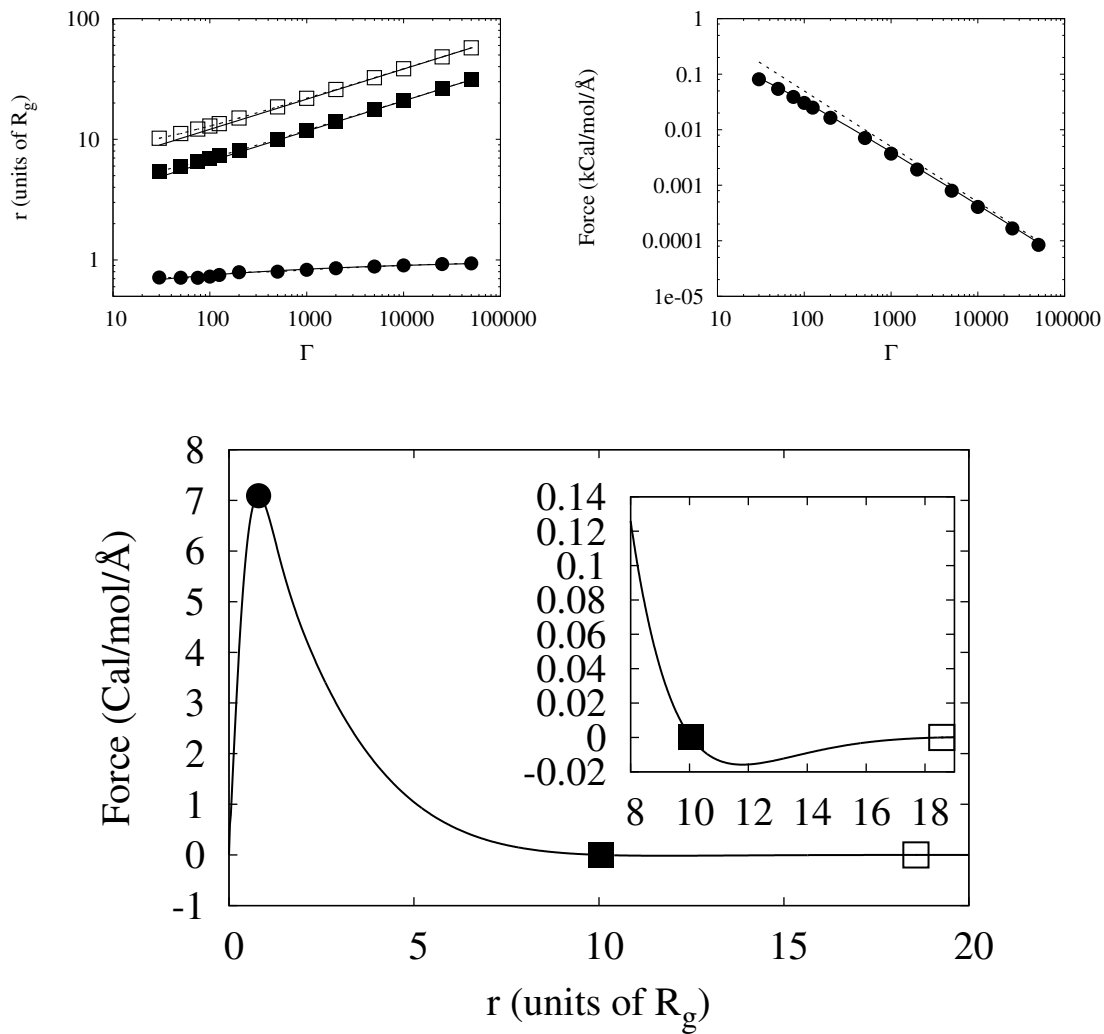 100
10
1
10 100 1000 10000 100000
r (units of Rg)
Γ
1
0.1
0.01
0.001
0.0001
1e-05
10 100 1000 10000 100000
Force (kCal/mol/Å)
Γ
8
7
6
5
4
3
2
1
0
-1
0 5 10 15 20
Force (Cal/mol/Å)
r (units of Rg)
0.14
0.12
0.1
0.08
0.06
0.04
0.02
0
-0.02
8 10 12 14 16 18